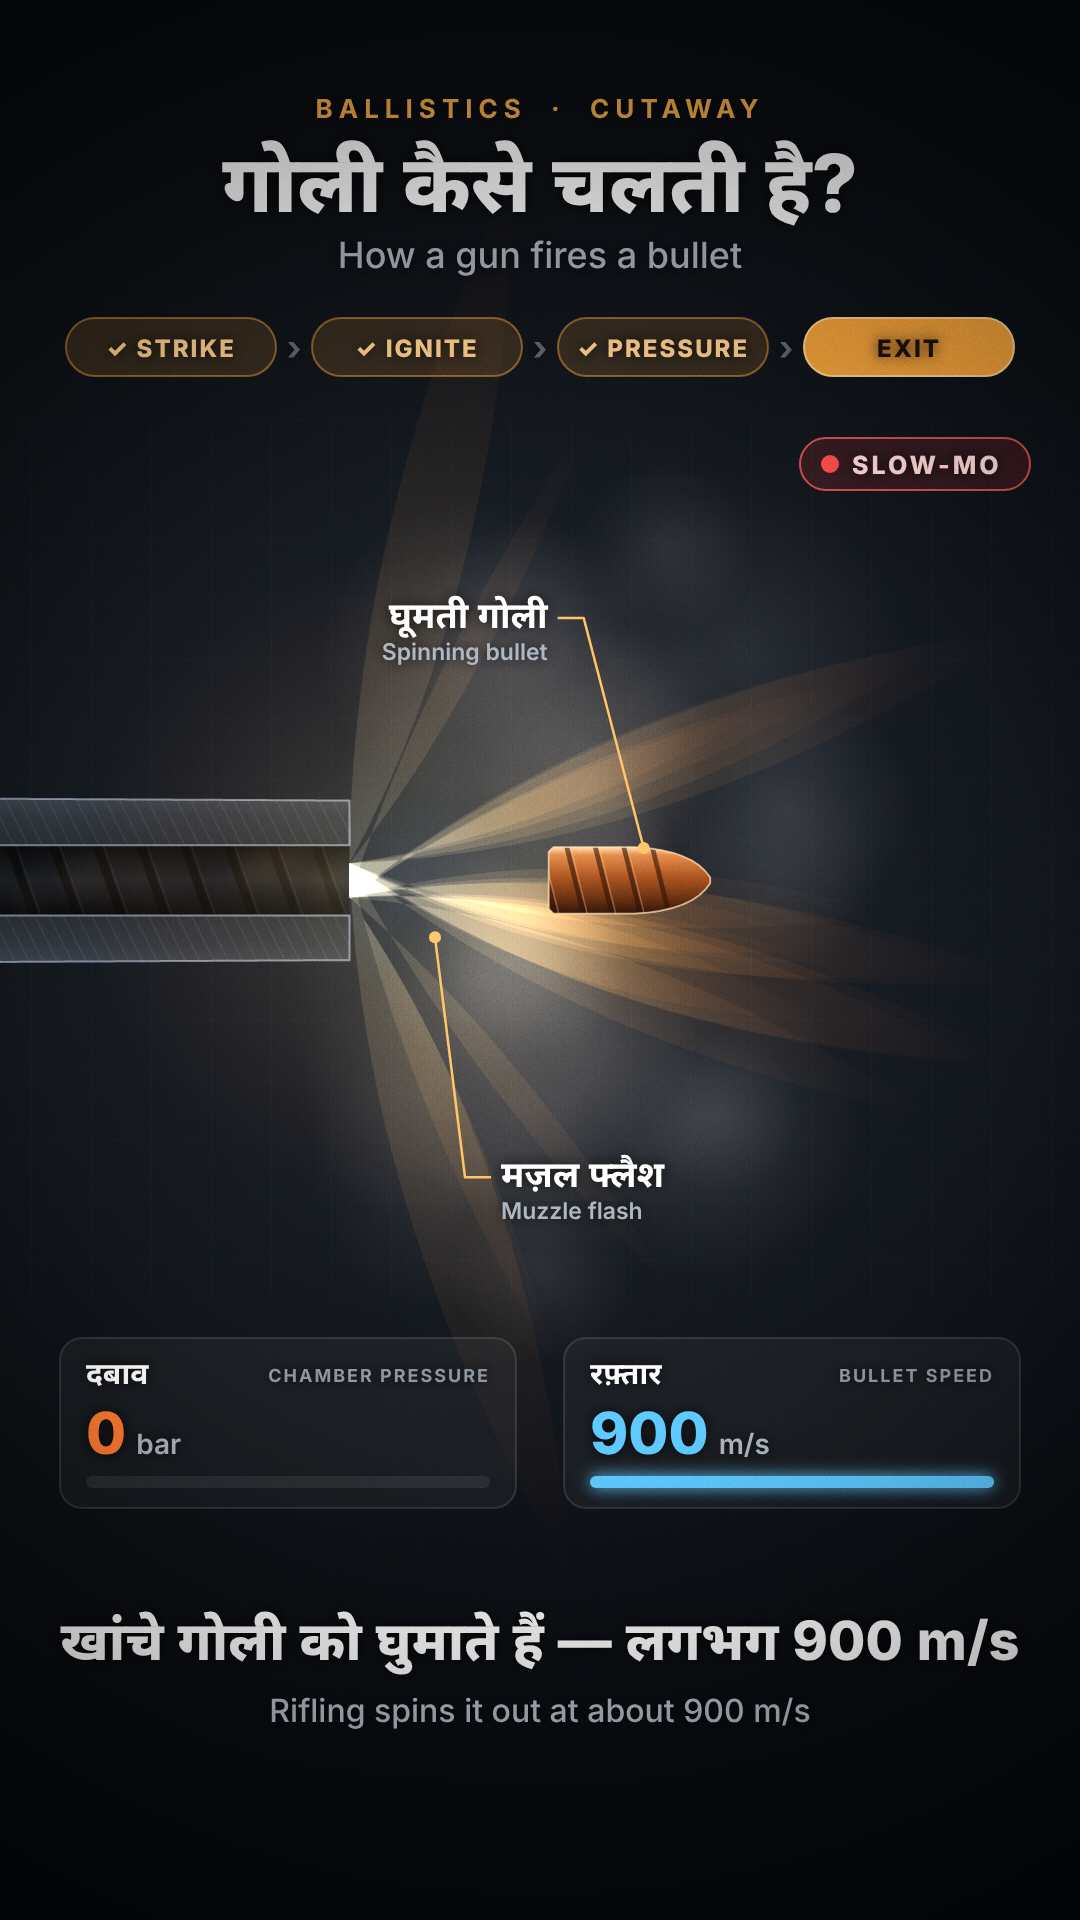 BALLISTICS · CUTAWAY
गोली कैसे चलती है?
How a gun fires a bullet
✓ STRIKE › ✓ IGNITE › ✓ PRESSURE › EXIT
SLOW-MO
घूमती गोली
Spinning bullet
मज़ल फ्लैश
Muzzle flash
दबाव CHAMBER PRESSURE
0 bar
रफ़्तार BULLET SPEED
900 m/s
खांचे गोली को घुमाते हैं — लगभग 900 m/s
Rifling spins it out at about 900 m/s